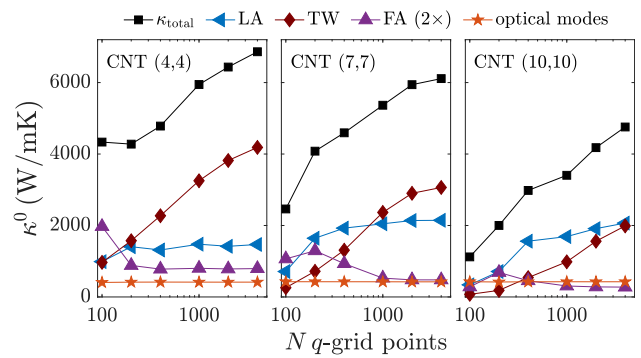 κtotal LA TW FA (2×) optical modes
CNT (4,4) CNT (7,7) CNT (10,10)
6000
4000
2000
0
κ⁰ (W/mK)
100 1000 100 1000 100 1000
N q-grid points